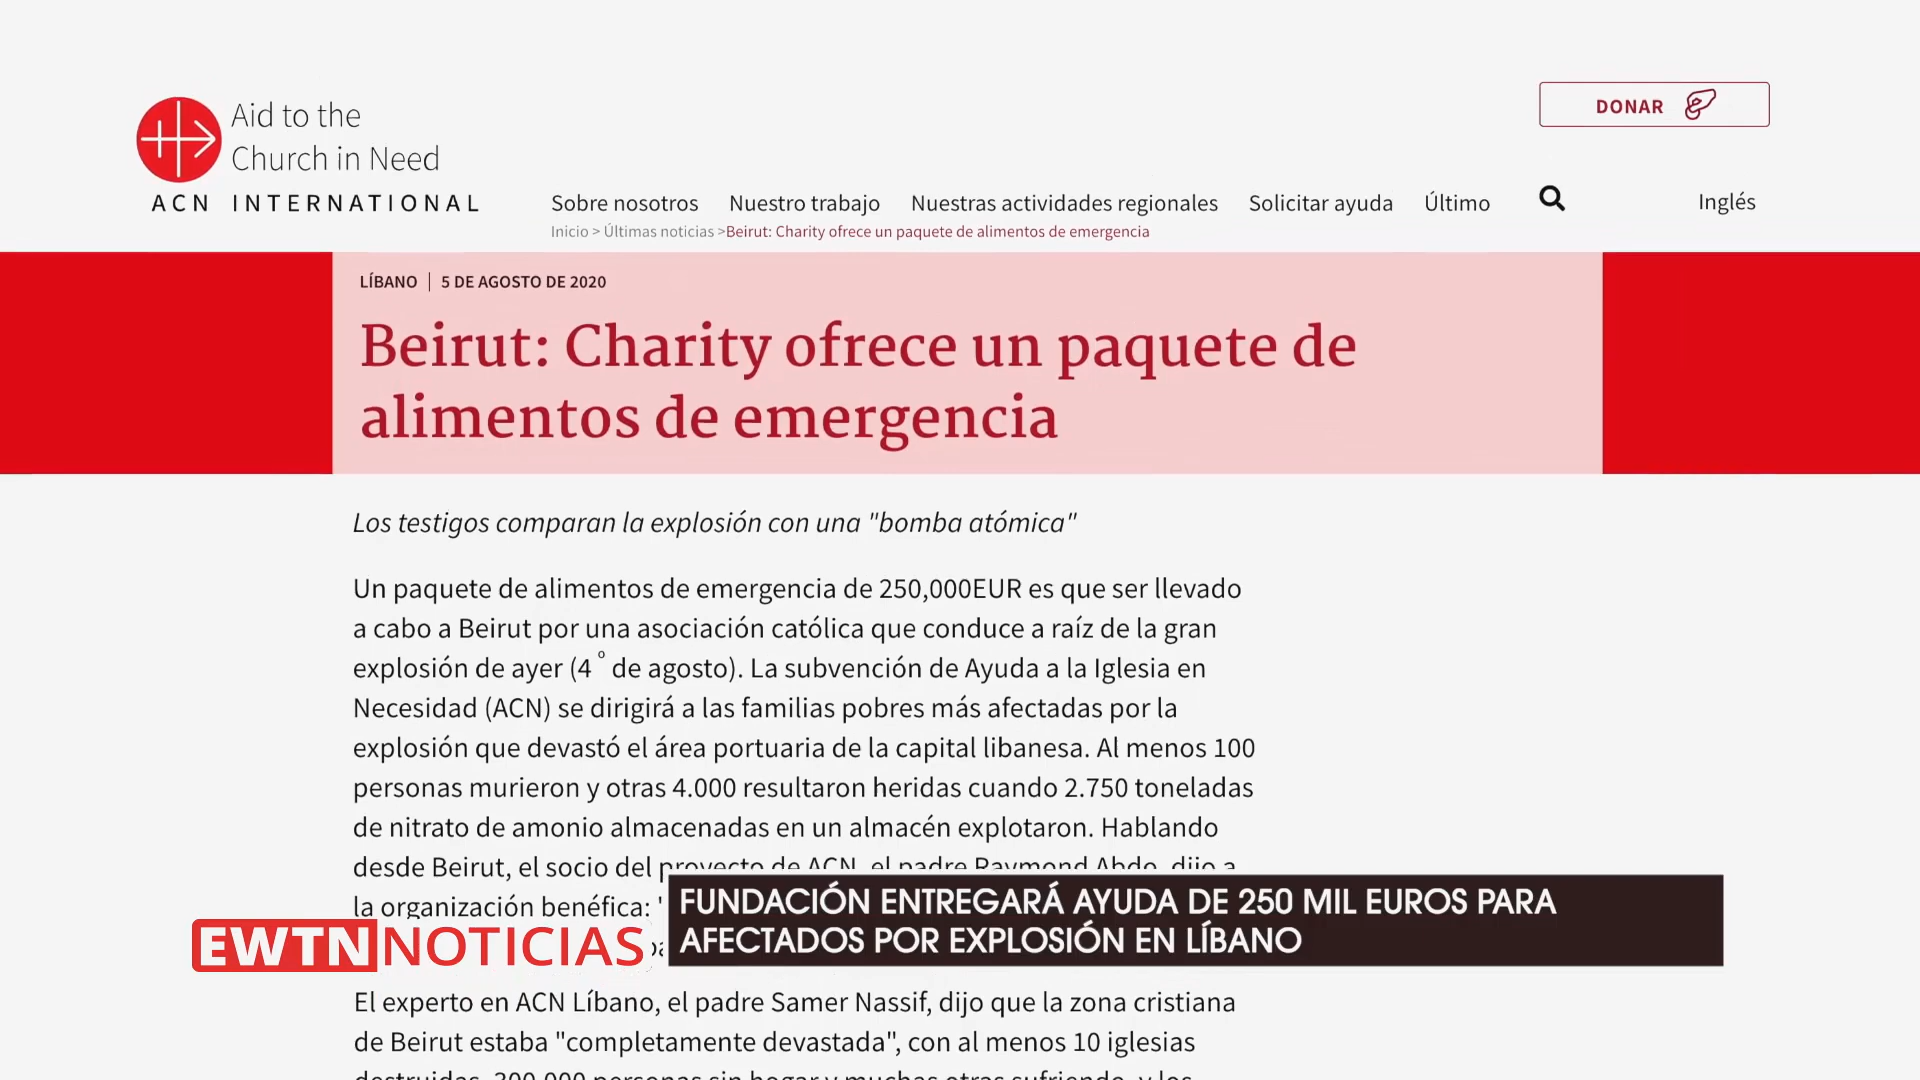 Aid to the
Church in Need
ACN INTERNATIONAL
DONAR
Sobre nosotros Nuestro trabajo Nuestras actividades regionales Solicitar ayuda Último Inglés
Inicio > Últimas noticias >Beirut: Charity ofrece un paquete de alimentos de emergencia
LÍBANO | 5 DE AGOSTO DE 2020
Beirut: Charity ofrece un paquete de
alimentos de emergencia
Los testigos comparan la explosión con una "bomba atómica"
Un paquete de alimentos de emergencia de 250,000EUR es que ser llevado
a cabo a Beirut por una asociación católica que conduce a raíz de la gran
explosión de ayer (4 º de agosto). La subvención de Ayuda a la Iglesia en
Necesidad (ACN) se dirigirá a las familias pobres más afectadas por la
explosión que devastó el área portuaria de la capital libanesa. Al menos 100
personas murieron y otras 4.000 resultaron heridas cuando 2.750 toneladas
de nitrato de amonio almacenadas en un almacén explotaron. Hablando
desde Beirut, el socio del proyecto de ACN, el padre Raymond Abdo, dijo a
la organización benéfica: '
FUNDACIÓN ENTREGARÁ AYUDA DE 250 MIL EUROS PARA
AFECTADOS POR EXPLOSIÓN EN LÍBANO
EWTN NOTICIAS
El experto en ACN Líbano, el padre Samer Nassif, dijo que la zona cristiana
de Beirut estaba "completamente devastada", con al menos 10 iglesias
destruidas, 300.000 personas sin hogar y muchas otras sufriendo, y los